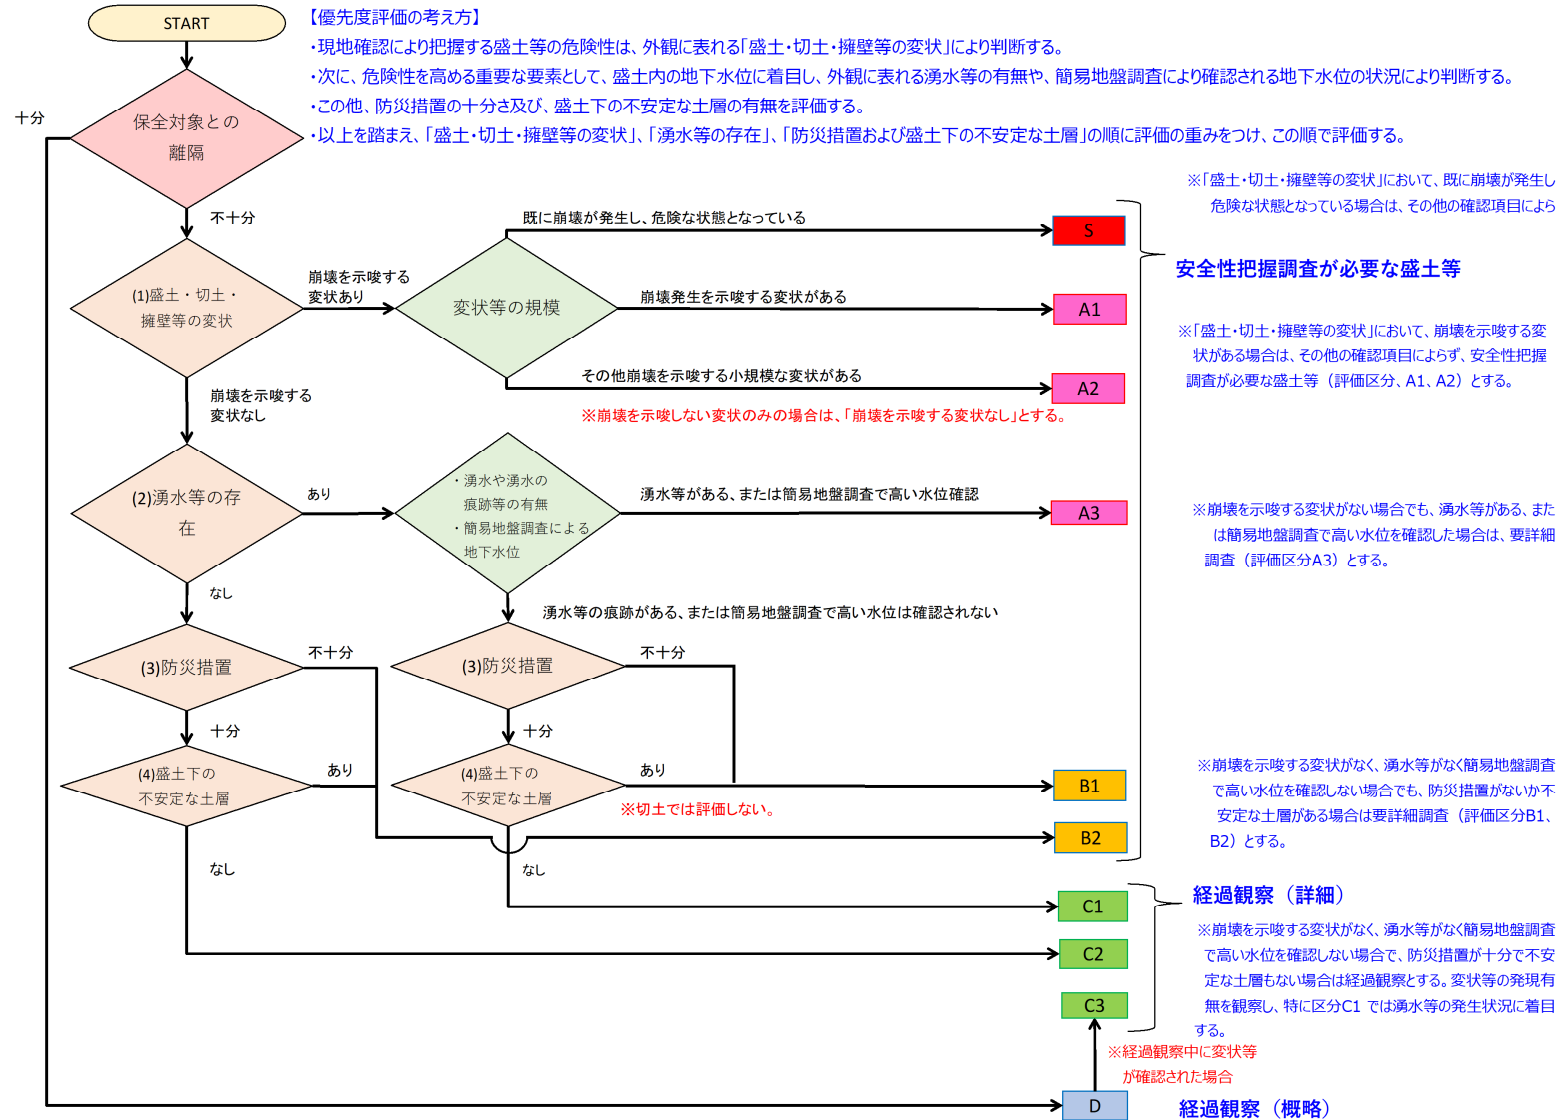 START
【優先度評価の考え方】
・現地確認により把握する盛土等の危険性は、外観に表れる「盛土・切土・擁壁等の変状」により判断する。
・次に、危険性を高める重要な要素として、盛土内の地下水位に着目し、外観に表れる湧水等の有無や、簡易地盤調査により確認される地下水位の状況により判断する。
・この他、防災措置の十分さ及び、盛土下の不安定な土層の有無を評価する。
・以上を踏まえ、「盛土・切土・擁壁等の変状」、「湧水等の存在」、「防災措置および盛土下の不安定な土層」の順に評価の重みをつけ、この順で評価する。
十分
保全対象との
離隔
不十分
(1)盛土・切土・
擁壁等の変状
崩壊を示唆する
変状あり
変状等の規模
既に崩壊が発生し、危険な状態となっている
S
崩壊発生を示唆する変状がある
A1
その他崩壊を示唆する小規模な変状がある
A2
※崩壊を示唆しない変状のみの場合は、「崩壊を示唆する変状なし」とする。
※「盛土・切土・擁壁等の変状」において、既に崩壊が発生し
危険な状態となっている場合は、その他の確認項目によら
安全性把握調査が必要な盛土等
※「盛土・切土・擁壁等の変状」において、崩壊を示唆する変
状がある場合は、その他の確認項目によらず、安全性把握
調査が必要な盛土等（評価区分、A1、A2）とする。
崩壊を示唆する
変状なし
(2)湧水等の存
在
あり
・湧水や湧水の
痕跡等の有無
・簡易地盤調査による
地下水位
湧水等がある、または簡易地盤調査で高い水位確認
A3
※崩壊を示唆する変状がない場合でも、湧水等がある、また
は簡易地盤調査で高い水位を確認した場合は、要詳細
調査（評価区分A3）とする。
なし
湧水等の痕跡がある、または簡易地盤調査で高い水位は確認されない
(3)防災措置
不十分
(3)防災措置
不十分
十分
十分
(4)盛土下の
不安定な土層
あり
(4)盛土下の
不安定な土層
あり
※切土では評価しない。
B1
B2
※崩壊を示唆する変状がなく、湧水等がなく簡易地盤調査
で高い水位を確認しない場合でも、防災措置がないか不
安定な土層がある場合は要詳細調査（評価区分B1、
B2）とする。
なし
なし
C1
C2
C3
経過観察（詳細）
※崩壊を示唆する変状がなく、湧水等がなく簡易地盤調査
で高い水位を確認しない場合で、防災措置が十分で不安
定な土層もない場合は経過観察とする。変状等の発現有
無を観察し、特に区分C1 では湧水等の発生状況に着目
する。
※経過観察中に変状等
が確認された場合
D
経過観察（概略）